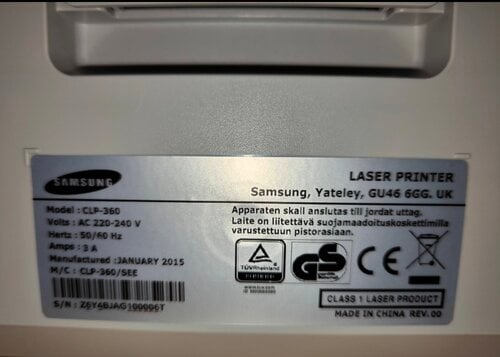 SAMSUNG
LASER PRINTER
Samsung, Yateley, GU46 6GG. UK
Model : CLP-360
Volts : AC 220-240 V
Hertz : 50/60 Hz
Amps : 3 A
Manufactured : JANUARY 2015
M/C : CLP-360/SEE
S/N : Z6Y4BJAG100006T
Apparaten skall anslutas till jordat uttag.
Laite on liitettävä suojamaadoituskoskettimilla
varustettuun pistorasiaan.
TÜVRheinland
GS
CE
CLASS 1 LASER PRODUCT
MADE IN CHINA REV.00